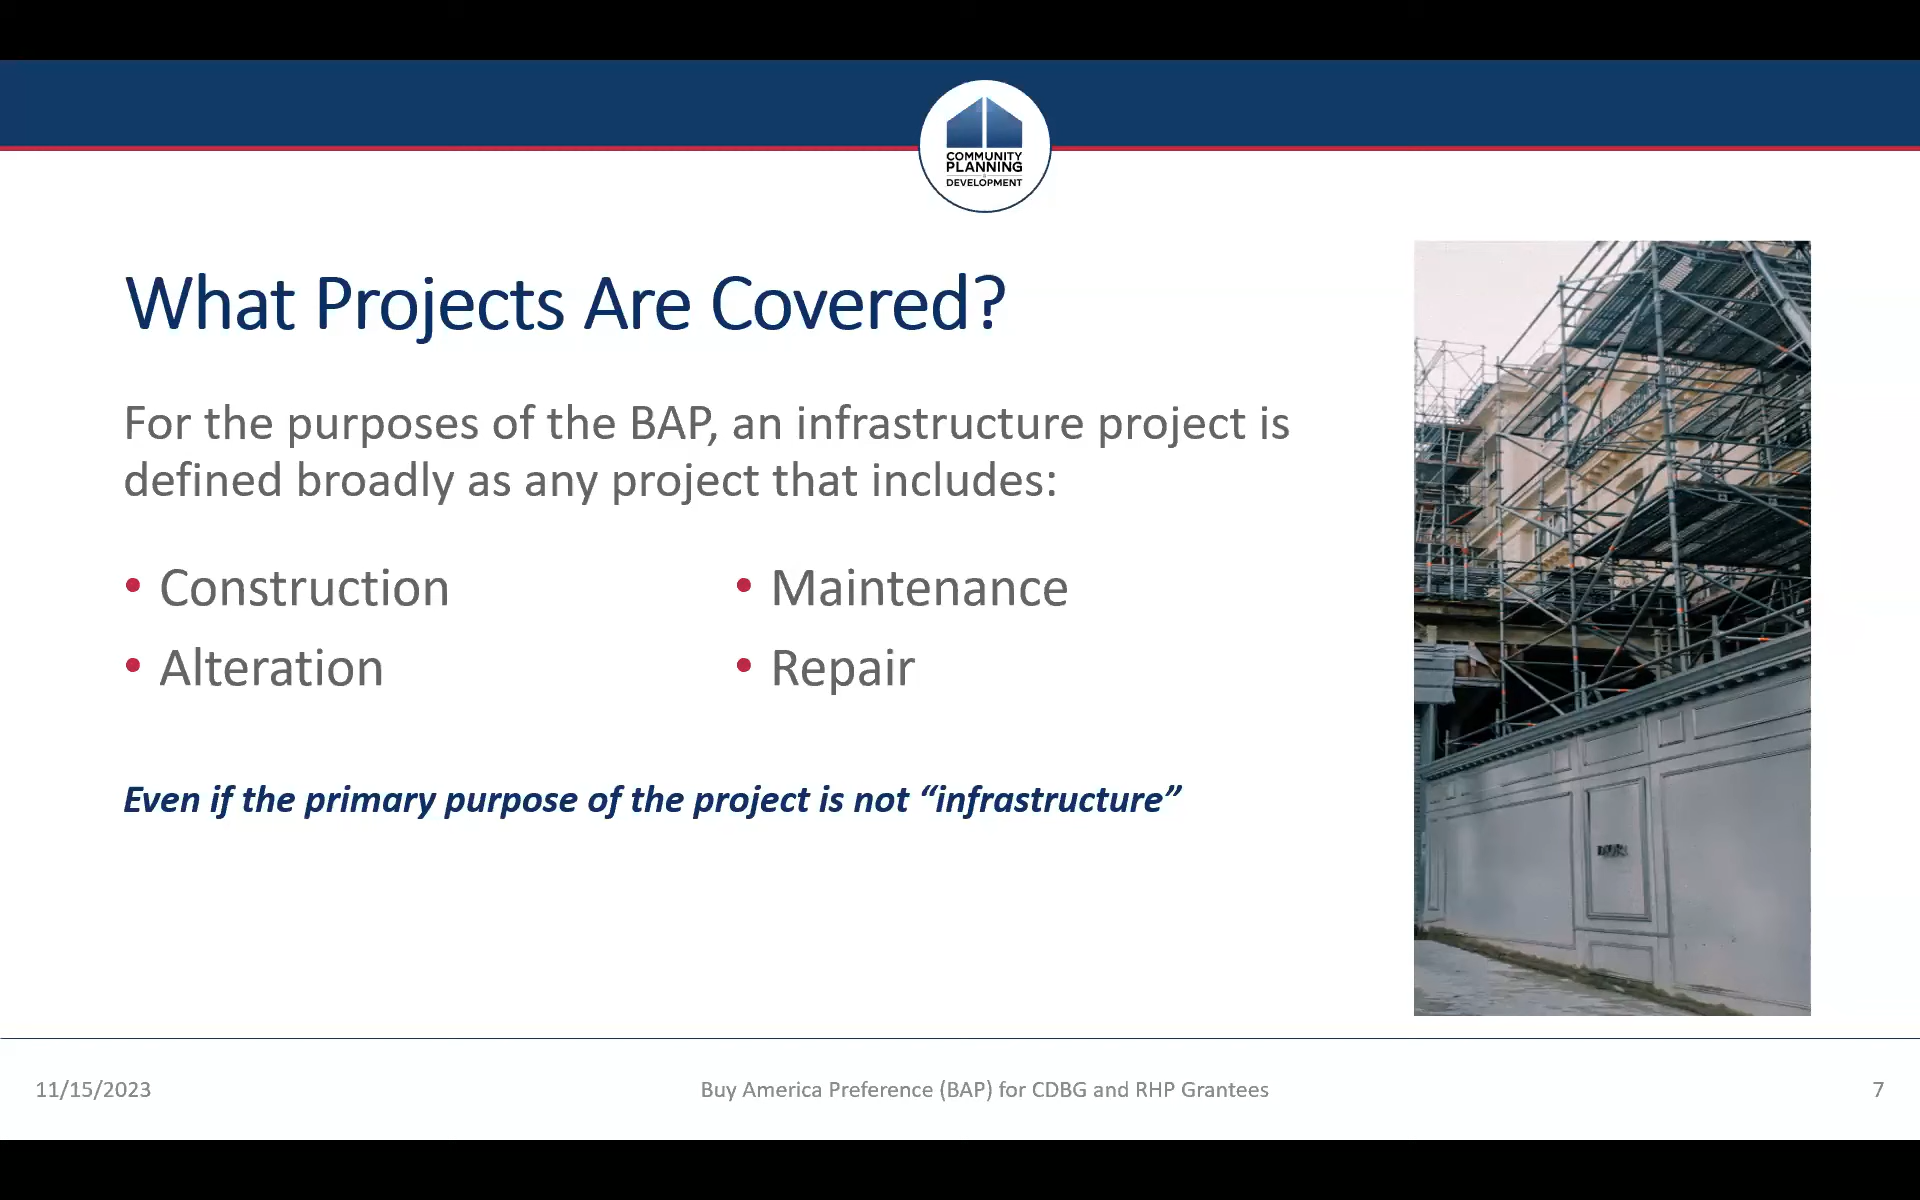 COMMUNITY
PLANNING
DEVELOPMENT
What Projects Are Covered?
For the purposes of the BAP, an infrastructure project is
defined broadly as any project that includes:
• Construction
• Alteration
• Maintenance
• Repair
Even if the primary purpose of the project is not “infrastructure”
11/15/2023
Buy America Preference (BAP) for CDBG and RHP Grantees
7